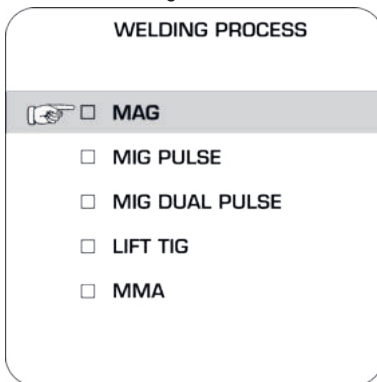 WELDING PROCESS
MAG
MIG PULSE
MIG DUAL PULSE
LIFT TIG
MMA